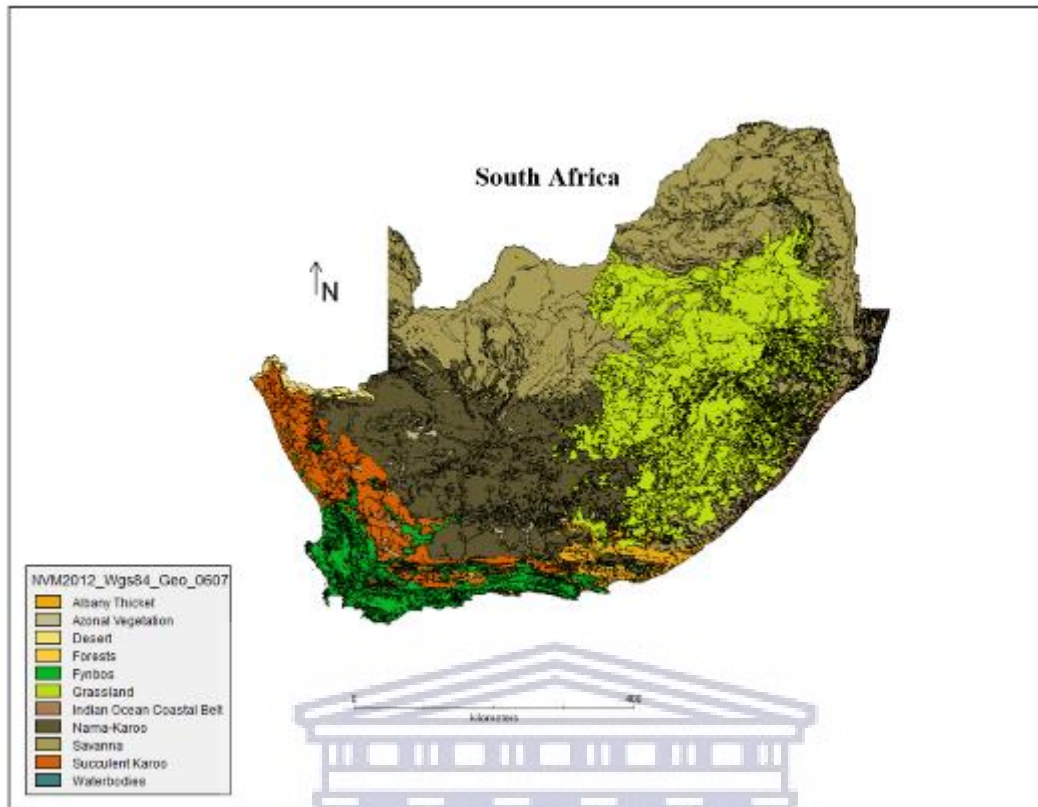 South Africa
N
NVM2012_Wgs84_Geo_0607
Albany Thicket
Azonal Vegetation
Desert
Forests
Fynbos
Grassland
Indian Ocean Coastal Belt
Nama-Karoo
Savanna
Succulent Karoo
Waterbodies
0 400
kilometers